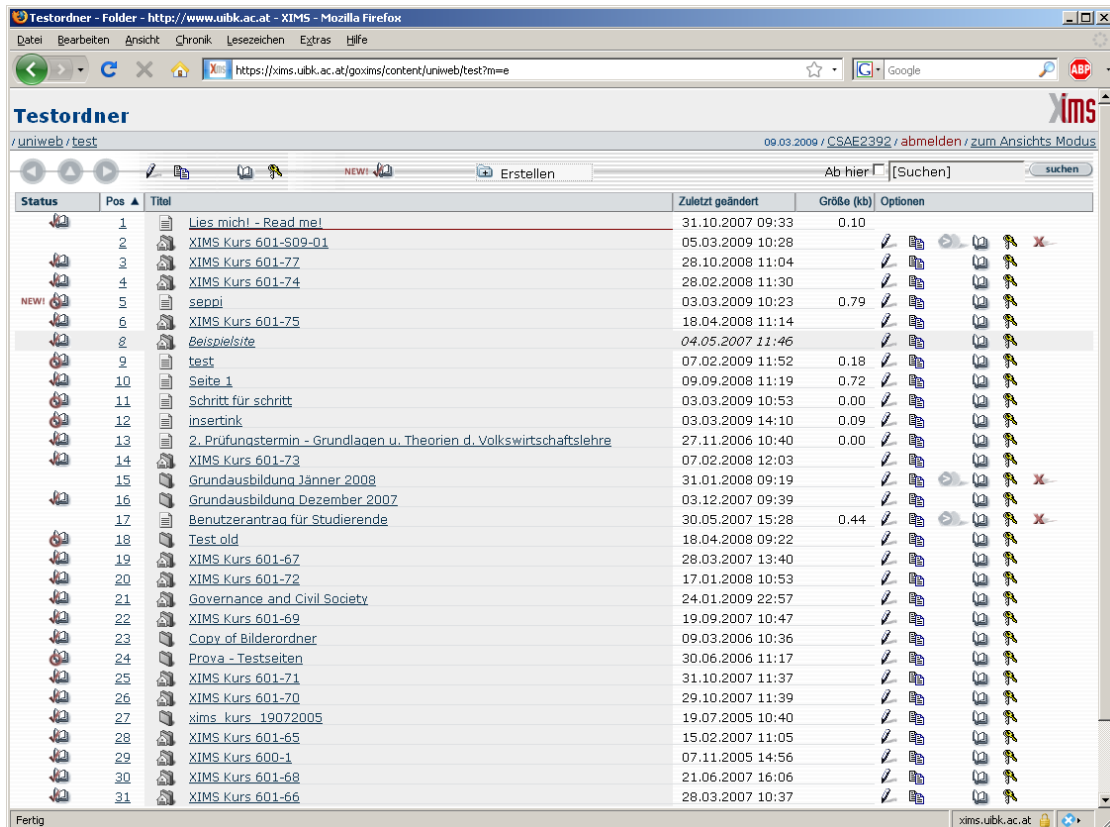 Testordner - Folder - http://www.uibk.ac.at - XIMS - Mozilla Firefox
Datei Bearbeiten Ansicht Chronik Lesezeichen Extras Hilfe
Xims https://xims.uibk.ac.at/goxims/content/uniweb/test?m=e G Google ABP
Testordner Xims
/ uniweb / test 09.03.2009 / CSAE2392 / abmelden / zum Ansichts Modus
NEW! Erstellen Ab hier [Suchen] suchen
Status Pos ▲ Titel Zuletzt geändert Größe (kb) Optionen
1 Lies mich! - Read me! 31.10.2007 09:33 0.10
2 XIMS Kurs 601-S09-01 05.03.2009 10:28
3 XIMS Kurs 601-77 28.10.2008 11:04
4 XIMS Kurs 601-74 28.02.2008 11:30
NEW! 5 seppi 03.03.2009 10:23 0.79
6 XIMS Kurs 601-75 18.04.2008 11:14
8 Beispielsite 04.05.2007 11:46
9 test 07.02.2009 11:52 0.18
10 Seite 1 09.09.2008 11:19 0.72
11 Schritt für schritt 03.03.2009 10:53 0.00
12 insertink 03.03.2009 14:10 0.09
13 2. Prüfungstermin - Grundlagen u. Theorien d. Volkswirtschaftslehre 27.11.2006 10:40 0.00
14 XIMS Kurs 601-73 07.02.2008 12:03
15 Grundausbildung Jänner 2008 31.01.2008 09:19
16 Grundausbildung Dezember 2007 03.12.2007 09:39
17 Benutzerantrag für Studierende 30.05.2007 15:28 0.44
18 Test old 18.04.2008 09:22
19 XIMS Kurs 601-67 28.03.2007 13:40
20 XIMS Kurs 601-72 17.01.2008 10:53
21 Governance and Civil Society 24.01.2009 22:57
22 XIMS Kurs 601-69 19.09.2007 10:47
23 Copy of Bilderordner 09.03.2006 10:36
24 Prova - Testseiten 30.06.2006 11:17
25 XIMS Kurs 601-71 31.10.2007 11:37
26 XIMS Kurs 601-70 29.10.2007 11:39
27 xims_kurs_19072005 19.07.2005 10:40
28 XIMS Kurs 601-65 15.02.2007 11:05
29 XIMS Kurs 600-1 07.11.2005 14:56
30 XIMS Kurs 601-68 21.06.2007 16:06
31 XIMS Kurs 601-66 28.03.2007 10:37
Fertig xims.uibk.ac.at